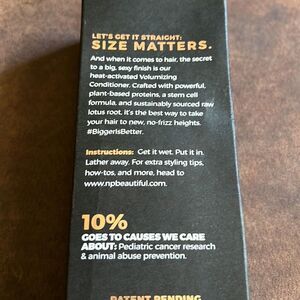 LET'S GET IT STRAIGHT:
SIZE MATTERS.
And when it comes to hair, the secret
to a big, sexy finish is our
heat-activated Volumizing
Conditioner. Crafted with powerful,
plant-based proteins, a stem cell
formula, and sustainably sourced raw
lotus root, it's the best way to take
your hair to new, no-frizz heights.
#BiggerIsBetter.
Instructions: Get it wet. Put it in.
Lather away. For extra styling tips,
how-tos, and more, head to
www.npbeautiful.com.
10%
GOES TO CAUSES WE CARE
ABOUT: Pediatric cancer research
& animal abuse prevention.
PATENT PENDING